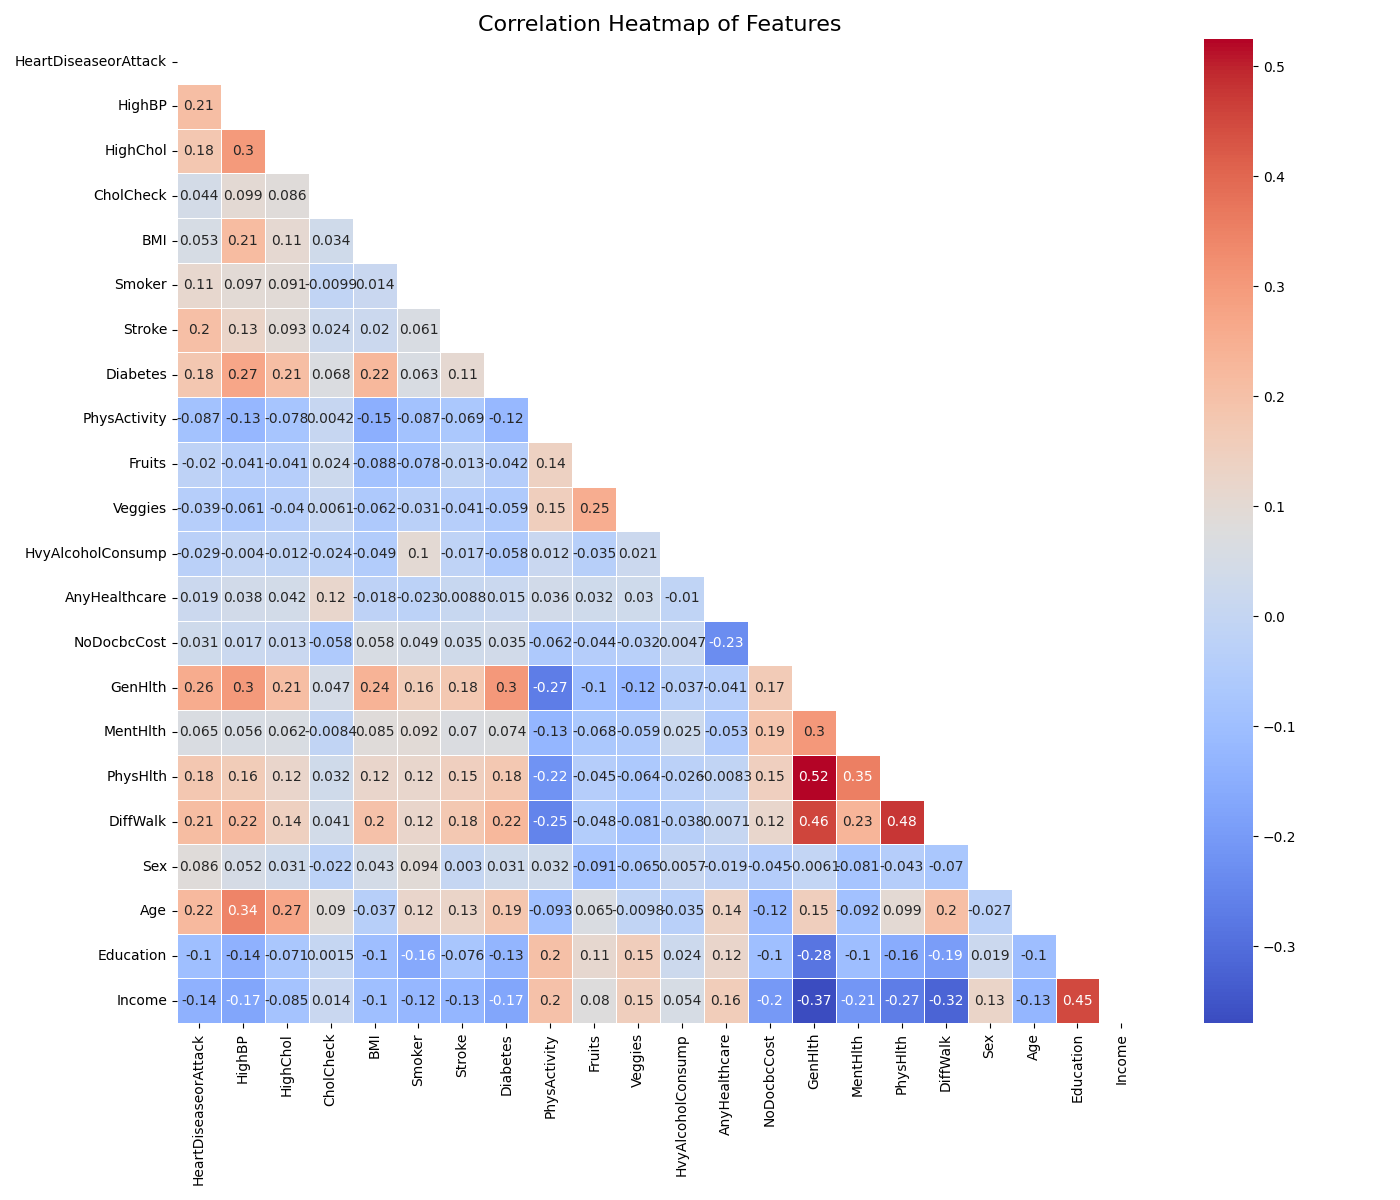 Correlation Heatmap of Features
HeartDiseaseorAttack
HighBP 0.21
HighChol 0.18 0.3
CholCheck 0.044 0.099 0.086
BMI 0.053 0.21 0.11 0.034
Smoker 0.11 0.097 0.091 -0.0099 0.014
Stroke 0.2 0.13 0.093 0.024 0.02 0.061
Diabetes 0.18 0.27 0.21 0.068 0.22 0.063 0.11
PhysActivity -0.087 -0.13 -0.078 0.0042 -0.15 -0.087 -0.069 -0.12
Fruits -0.02 -0.041 -0.041 0.024 -0.088 -0.078 -0.013 -0.042 0.14
Veggies -0.039 -0.061 -0.04 0.0061 -0.062 -0.031 -0.041 -0.059 0.15 0.25
HvyAlcoholConsump -0.029 -0.004 -0.012 -0.024 -0.049 0.1 -0.017 -0.058 0.012 -0.035 0.021
AnyHealthcare 0.019 0.038 0.042 0.12 -0.018 -0.023 0.0088 0.015 0.036 0.032 0.03 -0.01
NoDocbcCost 0.031 0.017 0.013 -0.058 0.058 0.049 0.035 0.035 -0.062 -0.044 -0.032 0.0047 -0.23
GenHlth 0.26 0.3 0.21 0.047 0.24 0.16 0.18 0.3 -0.27 -0.1 -0.12 -0.037 -0.041 0.17
MentHlth 0.065 0.056 0.062 -0.0084 0.085 0.092 0.07 0.074 -0.13 -0.068 -0.059 0.025 -0.053 0.19 0.3
PhysHlth 0.18 0.16 0.12 0.032 0.12 0.12 0.15 0.18 -0.22 -0.045 -0.064 -0.026 -0.0083 0.15 0.52 0.35
DiffWalk 0.21 0.22 0.14 0.041 0.2 0.12 0.18 0.22 -0.25 -0.048 -0.081 -0.038 0.0071 0.12 0.46 0.23 0.48
Sex 0.086 0.052 0.031 -0.022 0.043 0.094 0.003 0.031 0.032 -0.091 -0.065 0.0057 -0.019 -0.045 -0.0061 -0.081 -0.043 -0.07
Age 0.22 0.34 0.27 0.09 -0.037 0.12 0.13 0.19 -0.093 0.065 -0.0098 -0.035 0.14 -0.12 0.15 -0.092 0.099 0.2 -0.027
Education -0.1 -0.14 -0.071 0.0015 -0.1 -0.16 -0.076 -0.13 0.2 0.11 0.15 0.024 0.12 -0.1 -0.28 -0.1 -0.16 -0.19 0.019 -0.1
Income -0.14 -0.17 -0.085 0.014 -0.1 -0.12 -0.13 -0.17 0.2 0.08 0.15 0.054 0.16 -0.2 -0.37 -0.21 -0.27 -0.32 0.13 -0.13 0.45
HeartDiseaseorAttack
HighBP
HighChol
CholCheck
BMI
Smoker
Stroke
Diabetes
PhysActivity
Fruits
Veggies
HvyAlcoholConsump
AnyHealthcare
NoDocbcCost
GenHlth
MentHlth
PhysHlth
DiffWalk
Sex
Age
Education
Income
0.5
0.4
0.3
0.2
0.1
0.0
−0.1
−0.2
−0.3